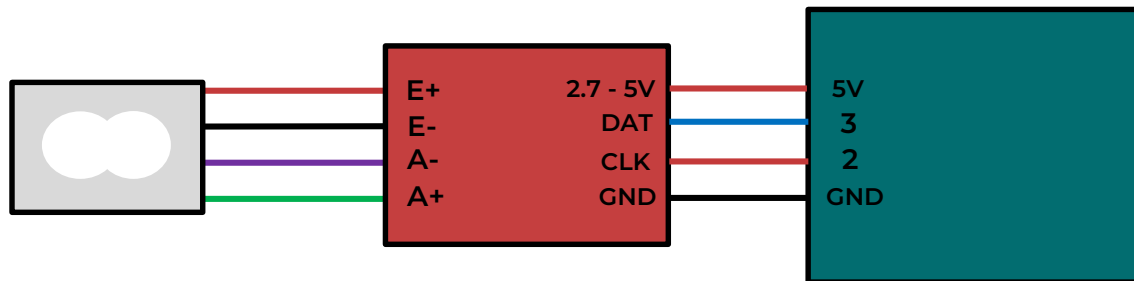 E+ 2.7 - 5V 5V
E- DAT 3
A- CLK 2
A+ GND GND